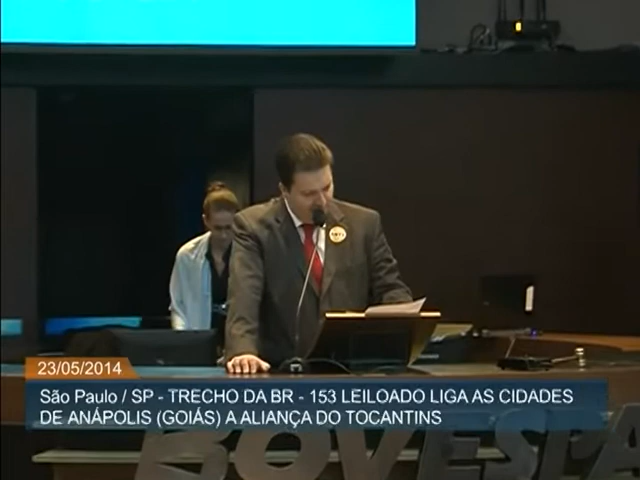 23/05/2014
São Paulo / SP - TRECHO DA BR - 153 LEILOADO LIGA AS CIDADES
DE ANÁPOLIS (GOIÁS) A ALIANÇA DO TOCANTINS
BOVESPA